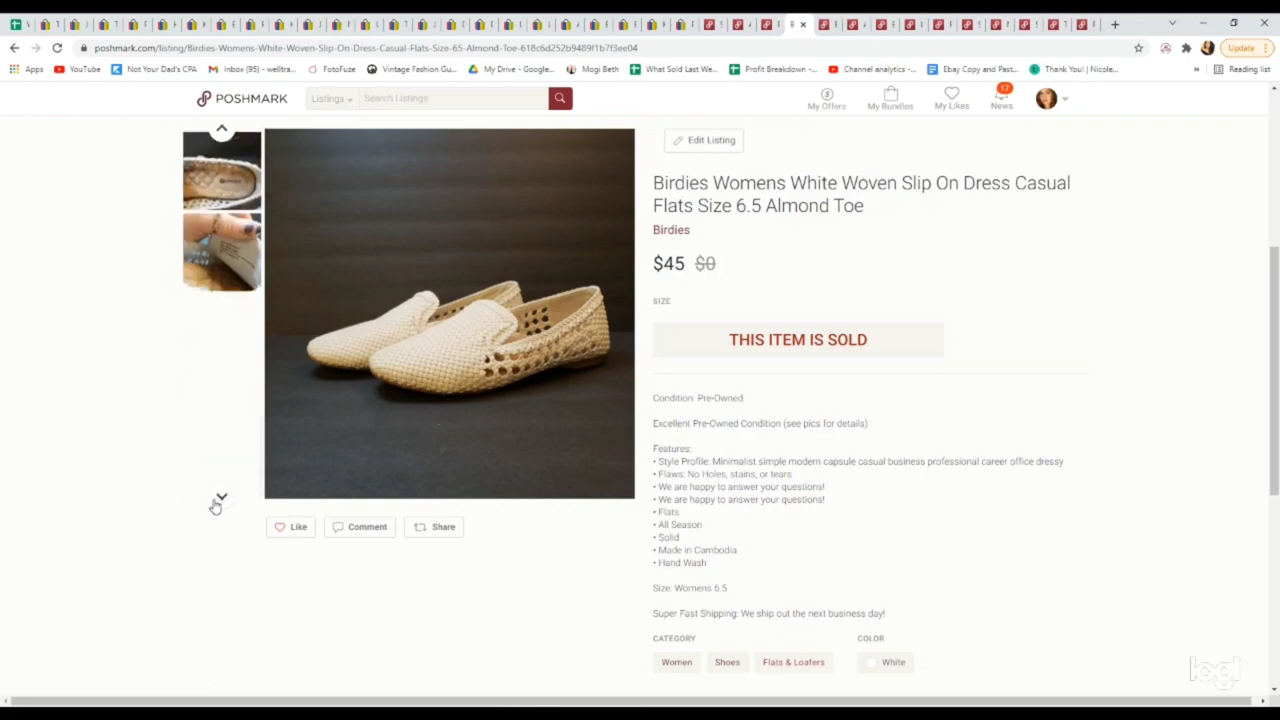 poshmark.com/listing/Birdies-Womens-White-Woven-Slip-On-Dress-Casual-Flats-Size-65-Almond-Toe-618c6d252b9489f1b7f3ee04
Update
Apps YouTube Not Your Dad's CPA Inbox (95) - welltra... FotoFuze Vintage Fashion Gu... My Drive - Google... Mogi Beth What Sold Last We... Profit Breakdown -... Channel analytics -... Ebay Copy and Past... Thank You! | Nicole... » Reading list
POSHMARK Listings Search Listings My Offers My Bundles My Likes 17 News
Edit Listing
Birdies Womens White Woven Slip On Dress Casual
Flats Size 6.5 Almond Toe
Birdies
$45 $0
SIZE
THIS ITEM IS SOLD
Condition: Pre-Owned
Excellent Pre-Owned Condition (see pics for details)
Features:
• Style Profile: Minimalist simple modern capsule casual business professional career office dressy
• Flaws: No Holes, stains, or tears
• We are happy to answer your questions!
• We are happy to answer your questions!
• Flats
• All Season
• Solid
• Made in Cambodia
• Hand Wash
Like Comment Share
Size: Womens 6.5
Super Fast Shipping: We ship out the next business day!
CATEGORY COLOR
Women Shoes Flats & Loafers White
logi